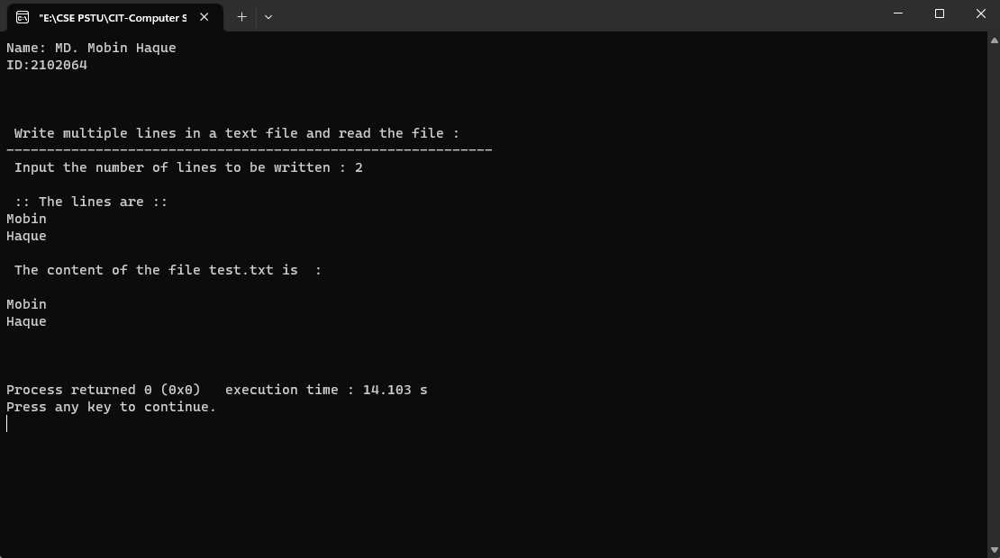 "E:\CSE PSTU\CIT-Computer S
Name: MD. Mobin Haque
ID:2102064
Write multiple lines in a text file and read the file :
------------------------------------------------------------
Input the number of lines to be written : 2
:: The lines are ::
Mobin
Haque
The content of the file test.txt is  :
Mobin
Haque
Process returned 0 (0x0)   execution time : 14.103 s
Press any key to continue.